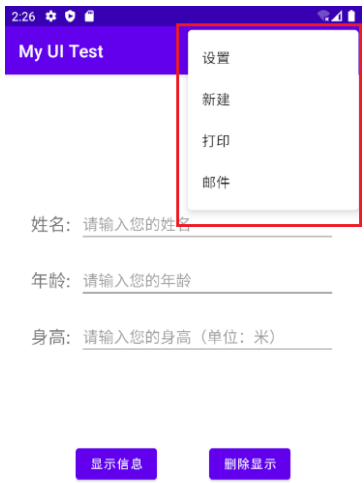 2:26
My UI Test
设置
新建
打印
邮件
姓名: 请输入您的姓名
年龄: 请输入您的年龄
身高: 请输入您的身高（单位：米）
显示信息
删除显示